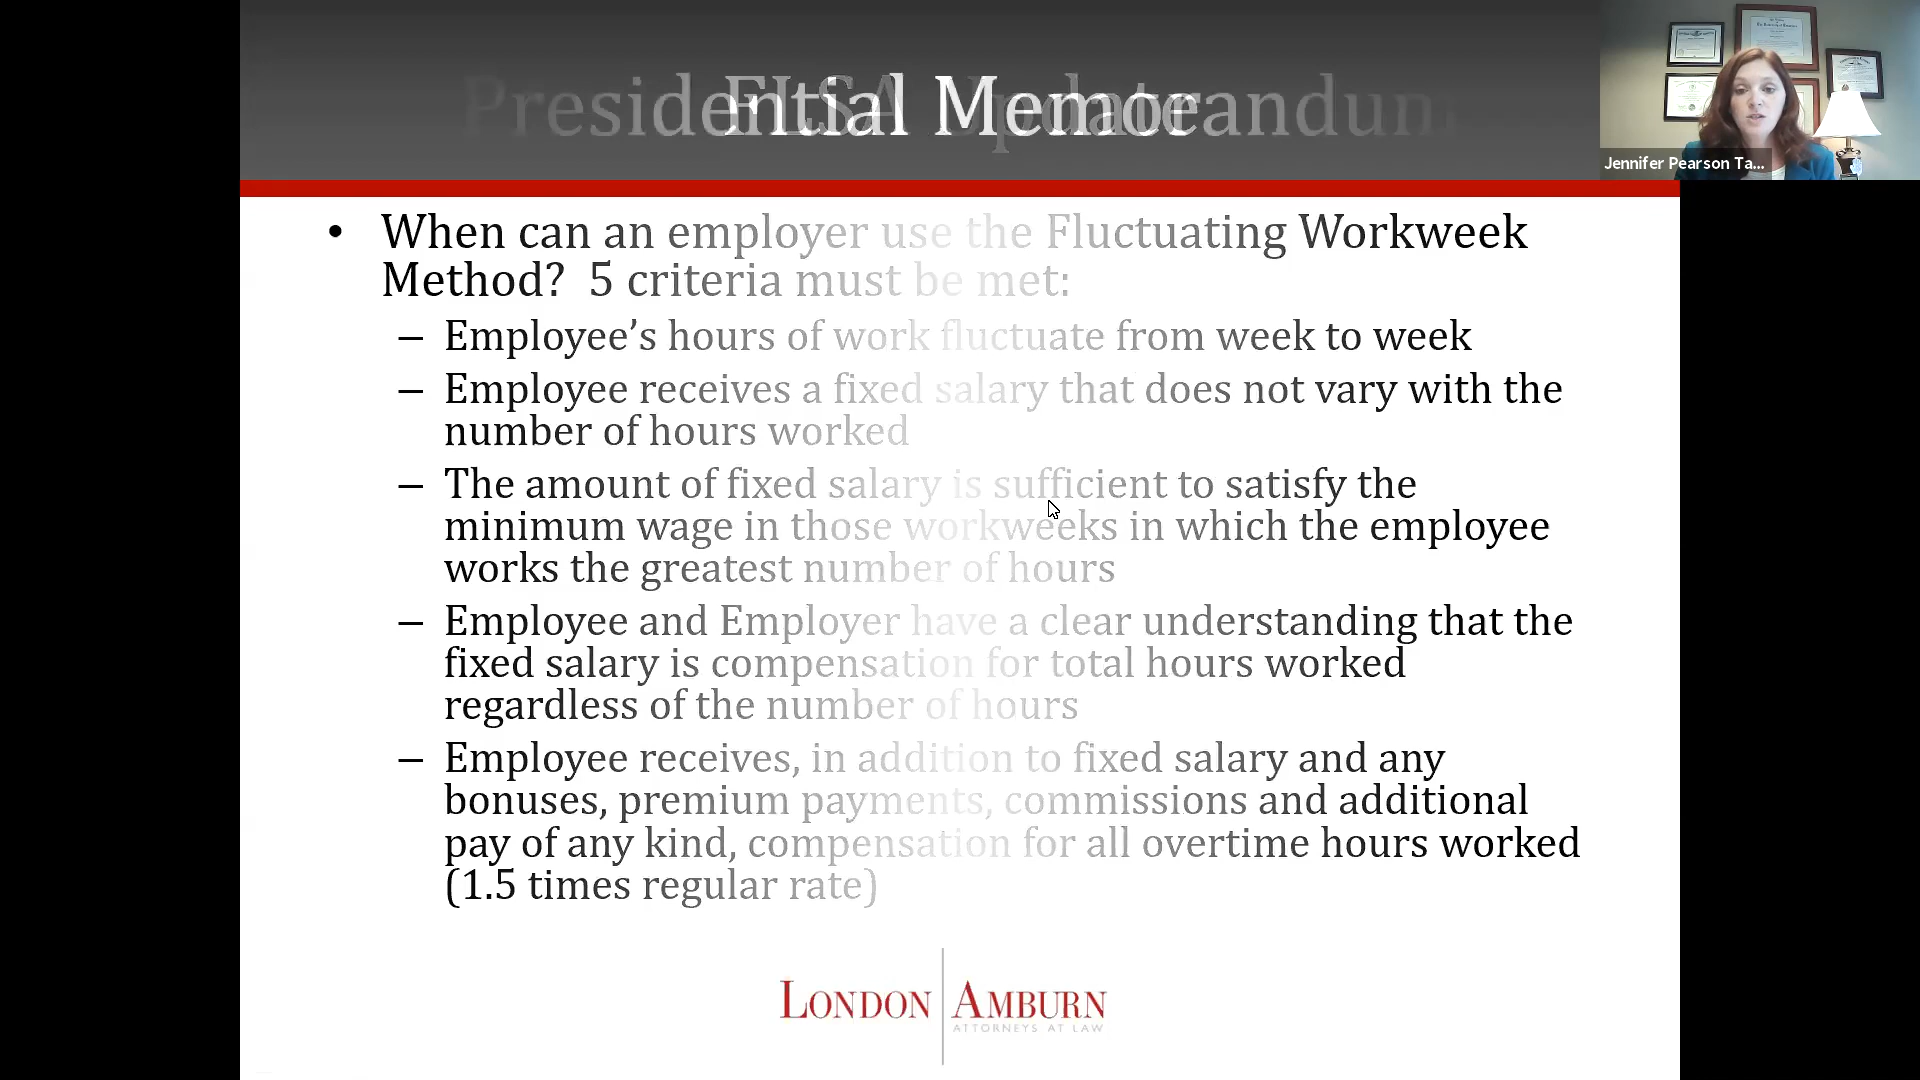 Presidential Memorandum
FLSA Update
Jennifer Pearson Ta...
• When can an employer use the Fluctuating Workweek
Method? 5 criteria must be met:
– Employee’s hours of work fluctuate from week to week
– Employee receives a fixed salary that does not vary with the
number of hours worked
– The amount of fixed salary is sufficient to satisfy the
minimum wage in those workweeks in which the employee
works the greatest number of hours
– Employee and Employer have a clear understanding that the
fixed salary is compensation for total hours worked
regardless of the number of hours
– Employee receives, in addition to fixed salary and any
bonuses, premium payments, commissions and additional
pay of any kind, compensation for all overtime hours worked
(1.5 times regular rate)
LONDON AMBURN
ATTORNEYS AT LAW